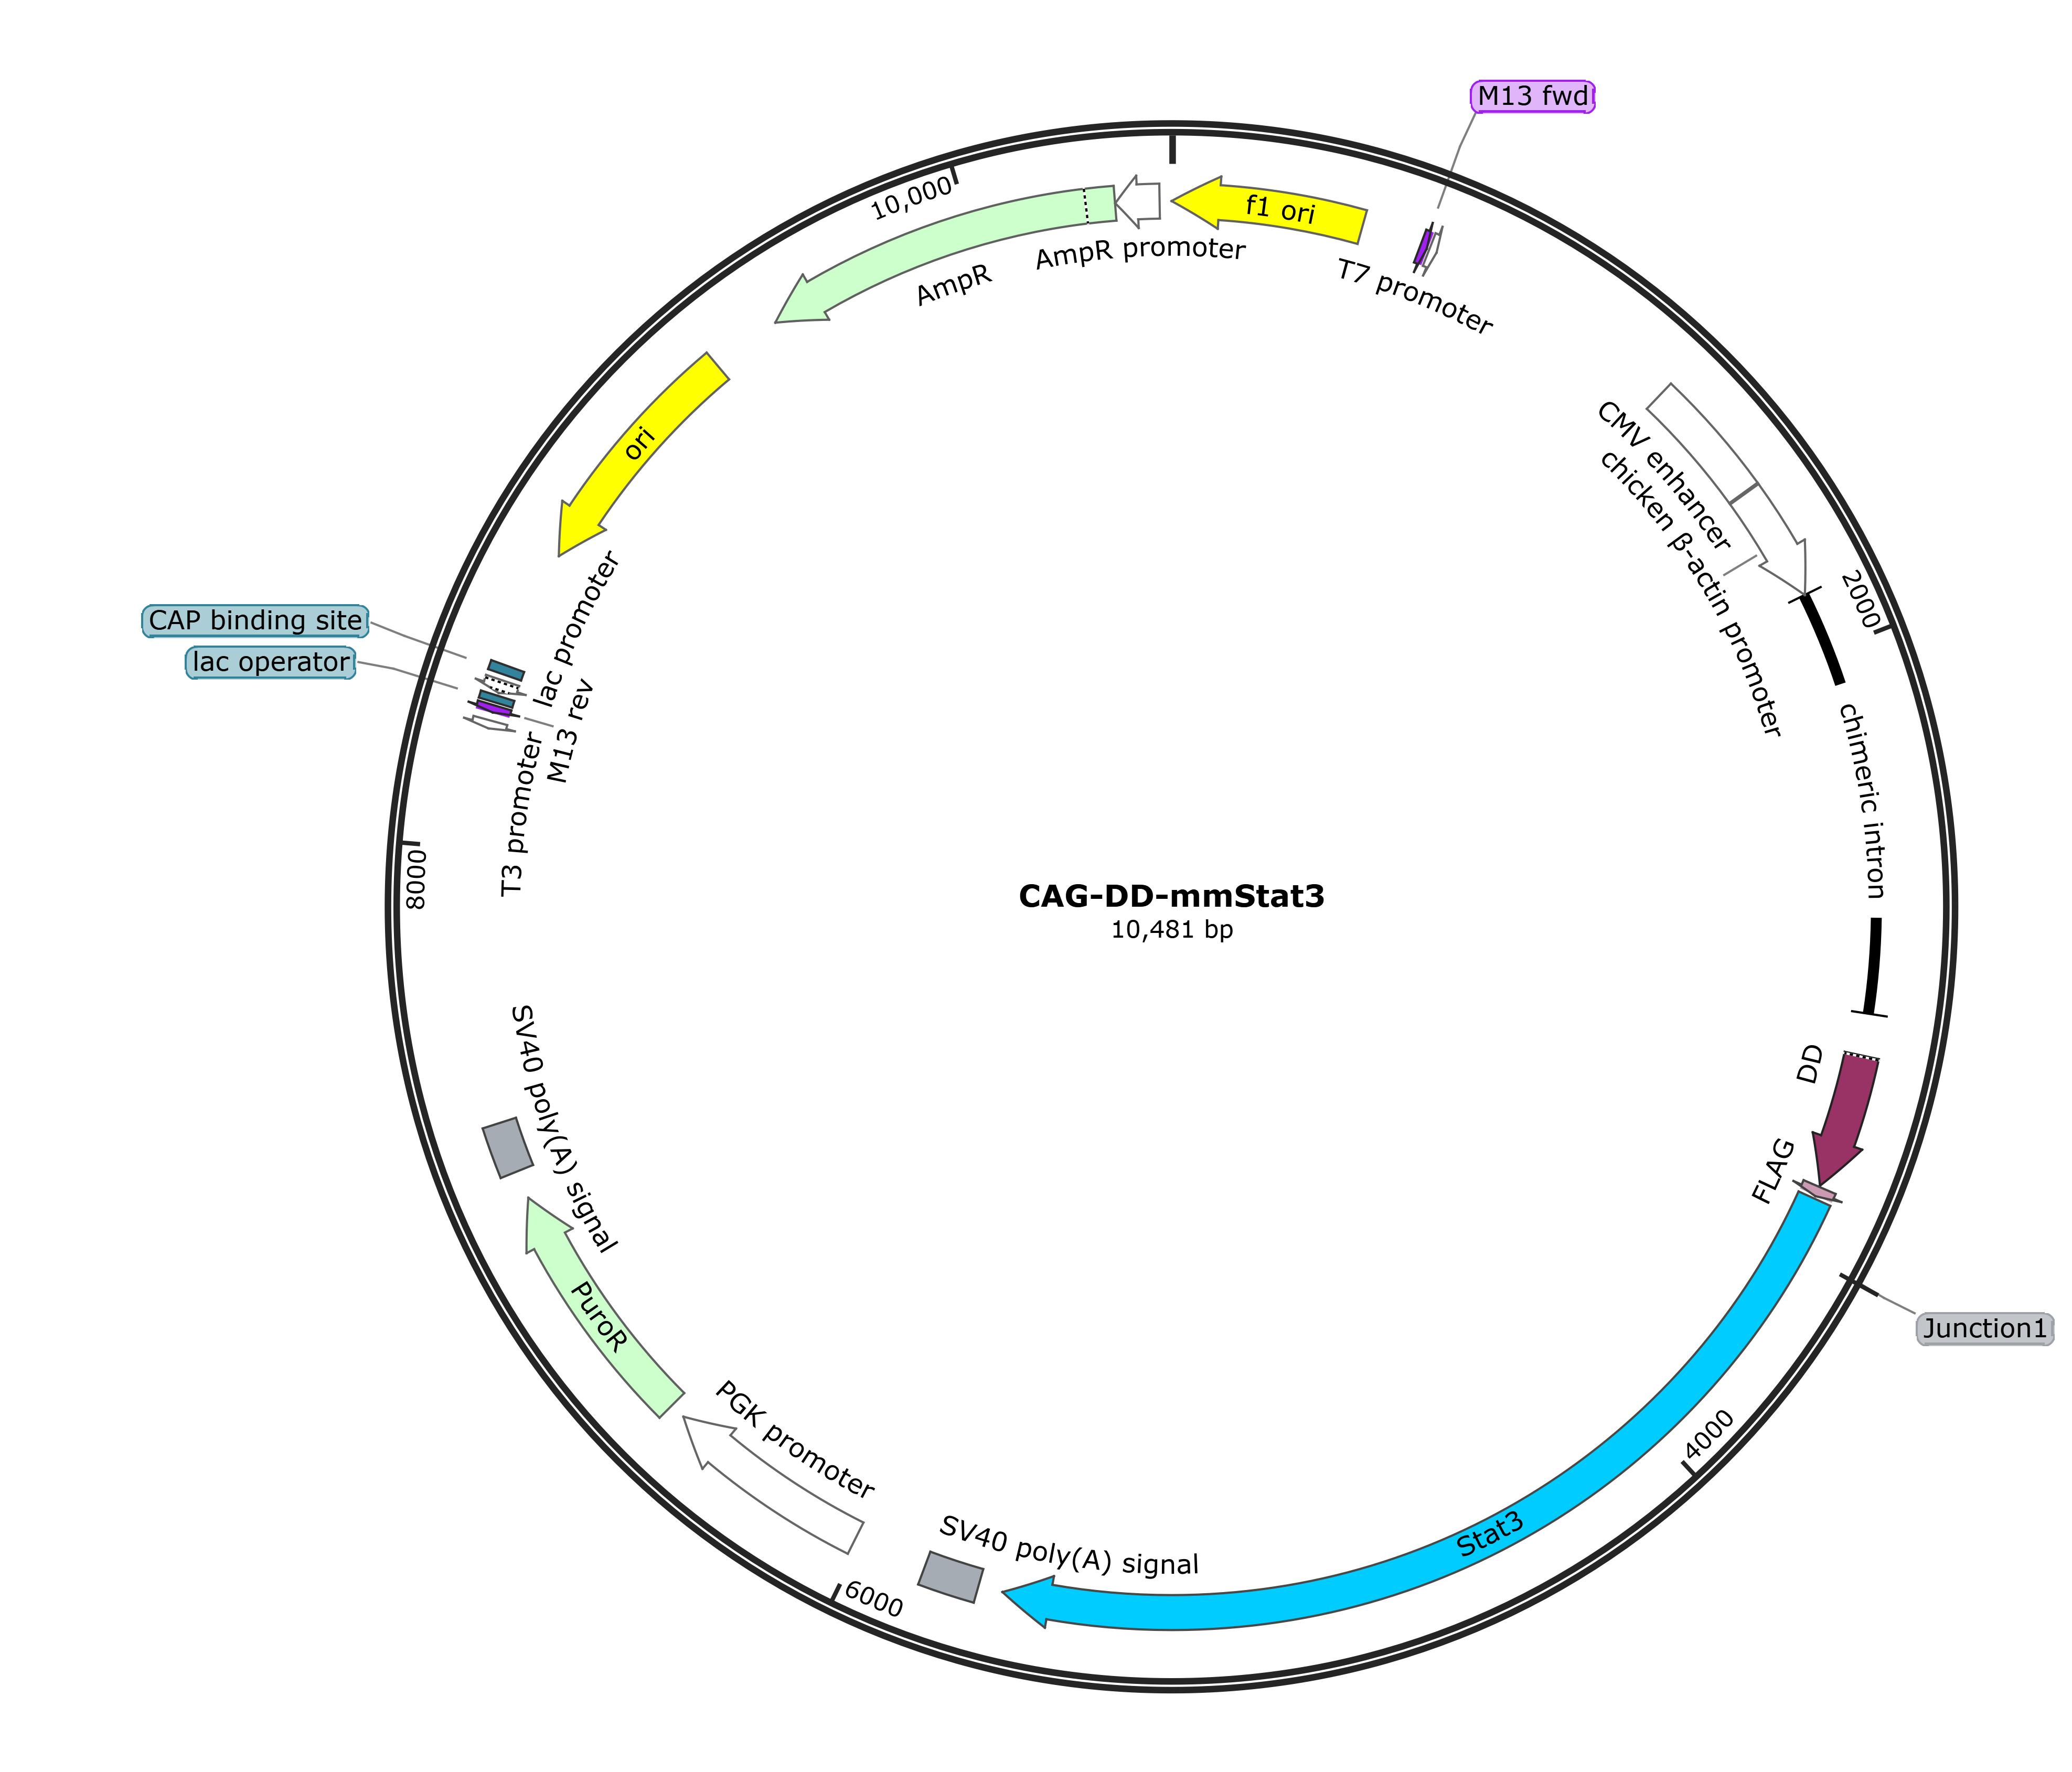 M13 fwd
10,000
f1 ori
AmpR promoter
AmpR
T7 promoter
CMV enhancer
chicken β-actin promoter
ori
2000
lac promoter
CAP binding site
lac operator
M13 rev
T3 promoter
chimeric intron
8000
CAG-DD-mmStat3
10,481 bp
DD
SV40 poly(A) signal
FLAG
Junction1
PuroR
PGK promoter
4000
SV40 poly(A) signal
Stat3
6000